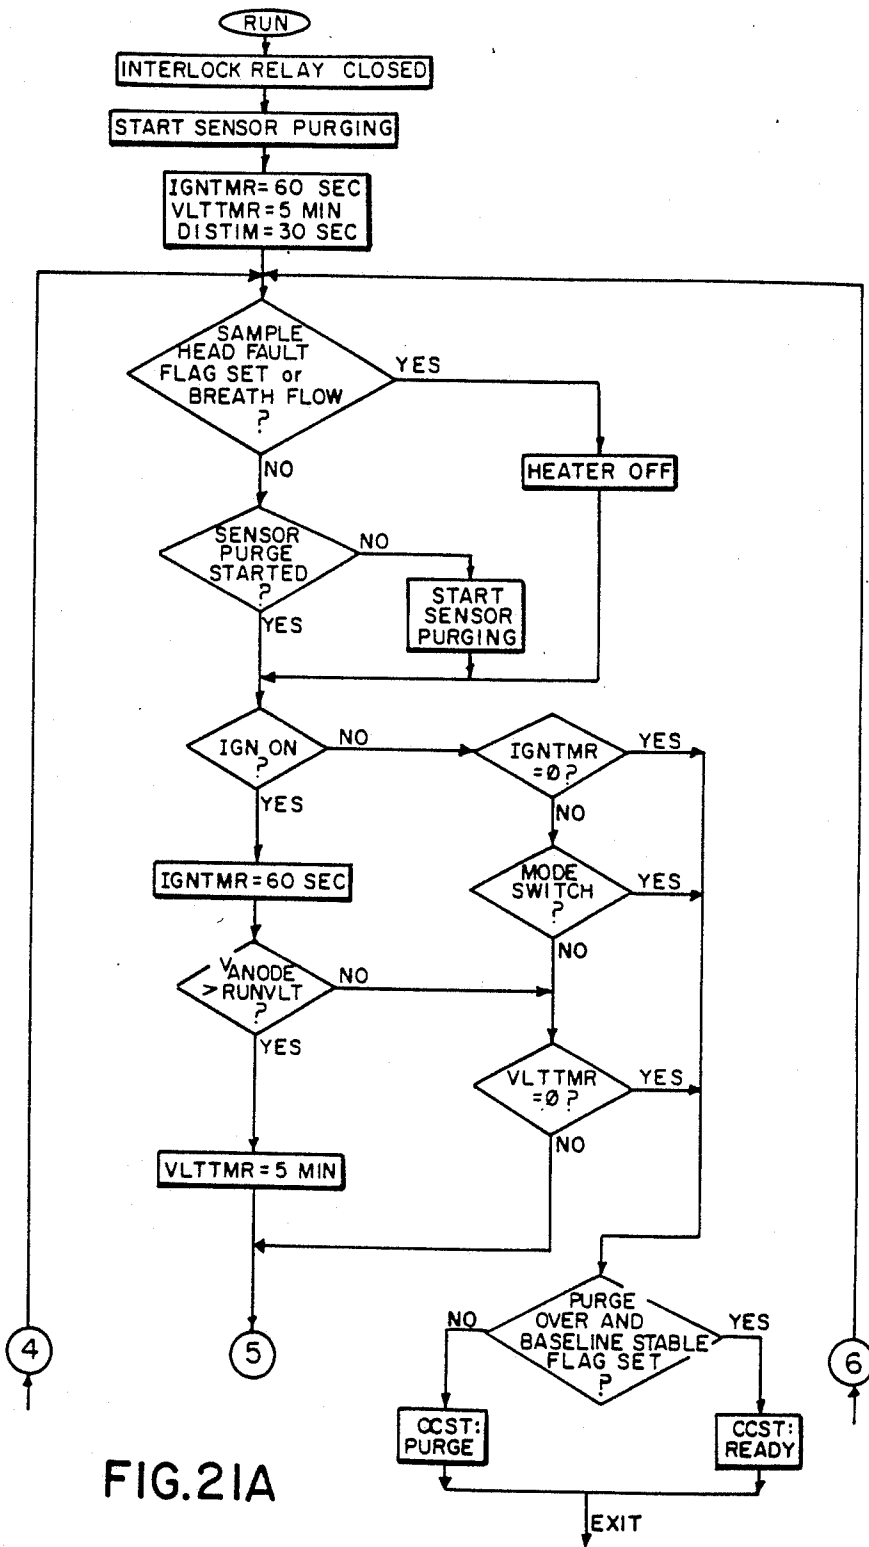 RUN
INTERLOCK RELAY CLOSED
START SENSOR PURGING
IGNTMR=60 SEC
VLTTMR=5 MIN
DISTIM=30 SEC
SAMPLE
HEAD FAULT
FLAG SET or
BREATH FLOW
?
YES
NO
HEATER OFF
SENSOR
PURGE
STARTED
?
NO
YES
START
SENSOR
PURGING
IGN ON
?
NO
YES
IGNTMR
=Ø?
YES
NO
IGNTMR=60 SEC
MODE
SWITCH
?
YES
NO
VANODE
>RUNVLT
?
NO
YES
VLTTMR
=Ø?
YES
NO
VLTTMR=5 MIN
PURGE
OVER AND
BASELINE STABLE
FLAG SET
?
NO
YES
4
5
6
CCST:
PURGE
CCST:
READY
FIG.21A
EXIT